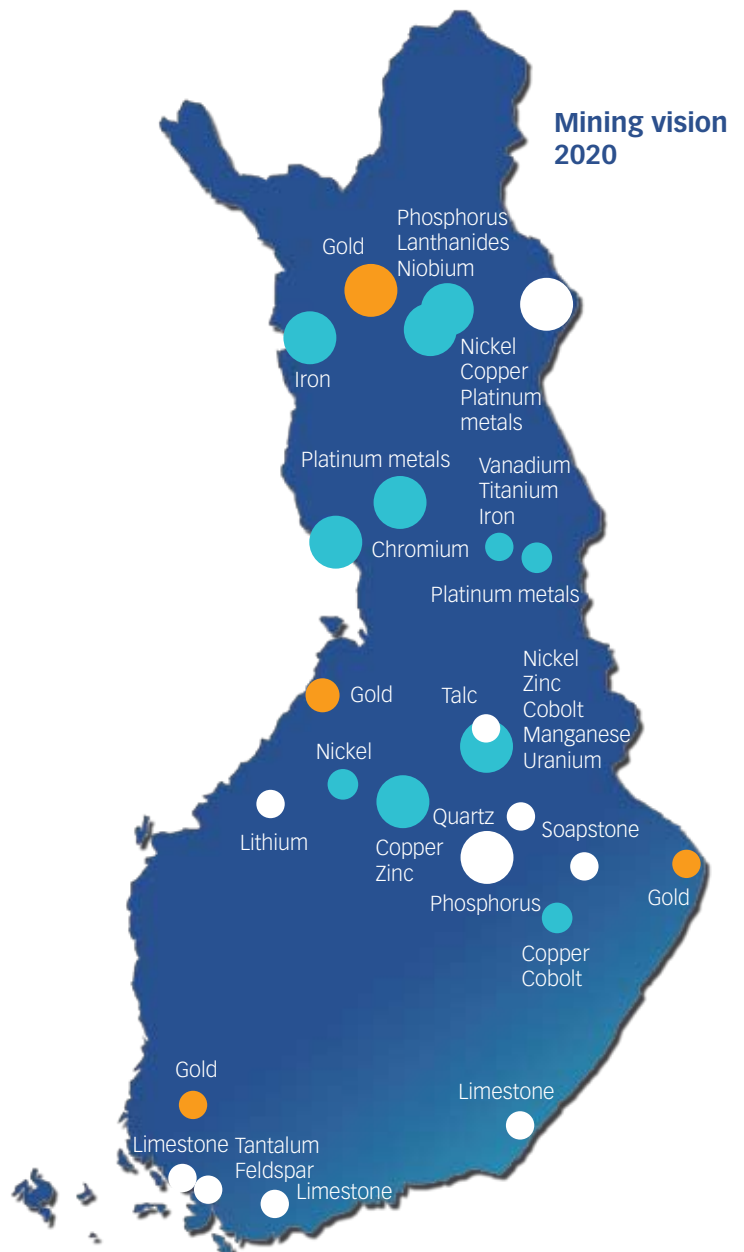 Mining vision
2020
Phosphorus
Lanthanides
Niobium
Gold
Nickel
Copper
Platinum
metals
Iron
Platinum metals
Vanadium
Titanium
Iron
Chromium
Platinum metals
Nickel
Zinc
Cobolt
Manganese
Uranium
Gold
Talc
Nickel
Lithium
Copper
Zinc
Quartz
Soapstone
Phosphorus
Gold
Copper
Cobolt
Gold
Limestone
Limestone
Tantalum
Feldspar
Limestone